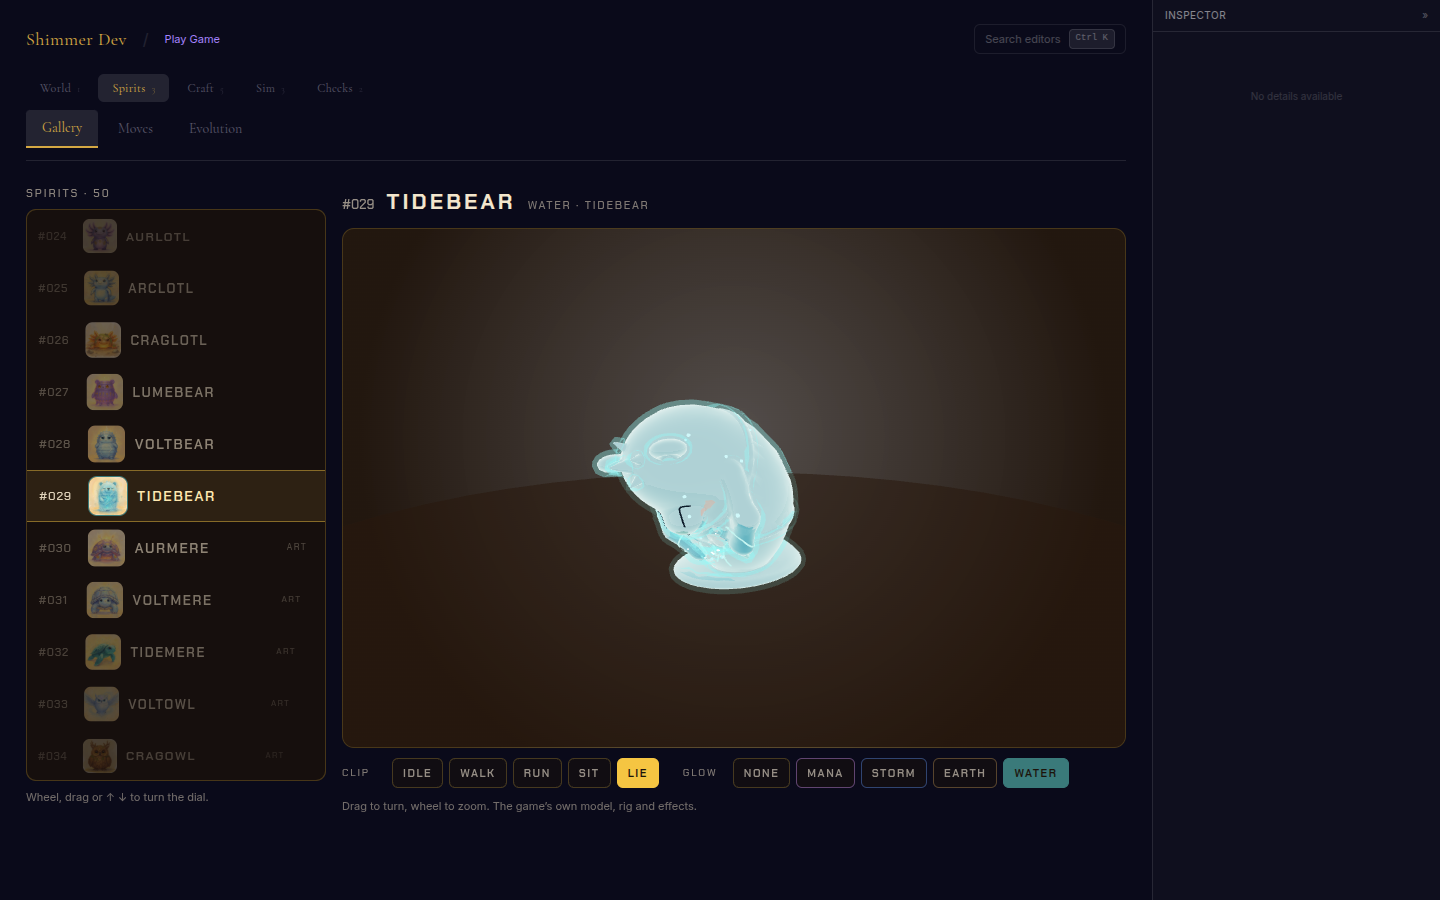 Shimmer Dev / Play Game
Search editors Ctrl K
INSPECTOR »
World Spirits Craft Sim Checks
Gallery Moves Evolution
No details available
SPIRITS · 50
#029 TIDEBEAR WATER · TIDEBEAR
#024 AURLOTL
#025 ARCLOTL
#026 CRAGLOTL
#027 LUMEBEAR
#028 VOLTBEAR
#029 TIDEBEAR
#030 AURMERE ART
#031 VOLTMERE ART
#032 TIDEMERE ART
#033 VOLTOWL ART
#034 CRAGOWL ART
CLIP IDLE WALK RUN SIT LIE GLOW NONE MANA STORM EARTH WATER
Wheel, drag or ↑ ↓ to turn the dial.
Drag to turn, wheel to zoom. The game's own model, rig and effects.